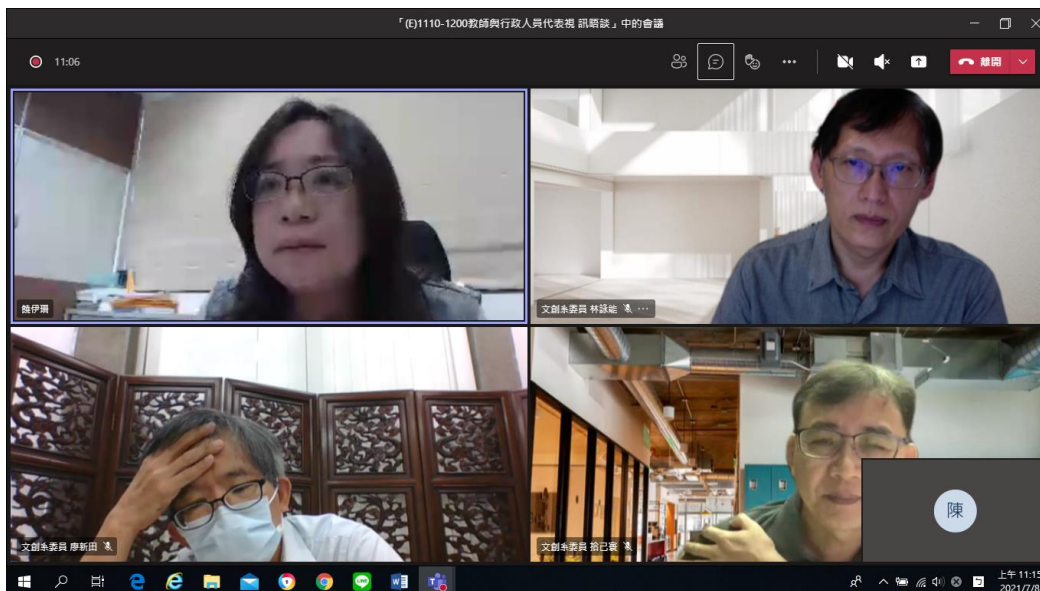 「(E)1110-1200教師與行政人員代表視 訊晤談」中的會議
11:06
離開
饒伊珊
文創系委員 林詠能
文創系委員 廖新田
文創系委員
陳
上午 11:15
2021/7/8